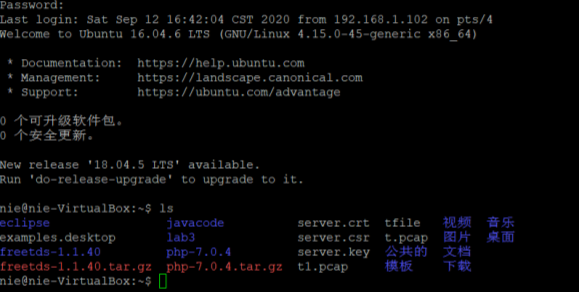 Password:
Last login: Sat Sep 12 16:42:04 CST 2020 from 192.168.1.102 on pts/4
Welcome to Ubuntu 16.04.6 LTS (GNU/Linux 4.15.0-45-generic x86_64)
* Documentation:  https://help.ubuntu.com
* Management:     https://landscape.canonical.com
* Support:        https://ubuntu.com/advantage
0 个可升级软件包。
0 个安全更新。
New release '18.04.5 LTS' available.
Run 'do-release-upgrade' to upgrade to it.
nie@nie-VirtualBox:~$ ls
eclipse javacode server.crt tfile 视频 音乐
examples.desktop lab3 server.csr t.pcap 图片 桌面
freetds-1.1.40 php-7.0.4 server.key 公共的 文档
freetds-1.1.40.tar.gz php-7.0.4.tar.gz t1.pcap 模板 下载
nie@nie-VirtualBox:~$